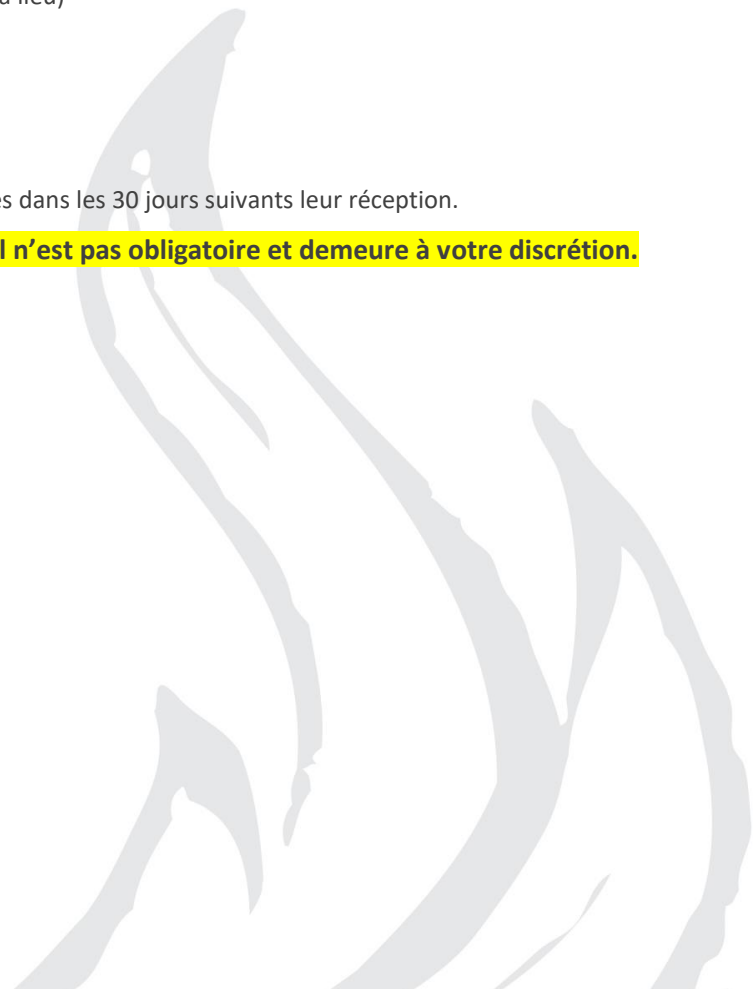 lieu)
es dans les 30 jours suivants leur réception.
l n’est pas obligatoire et demeure à votre discrétion.